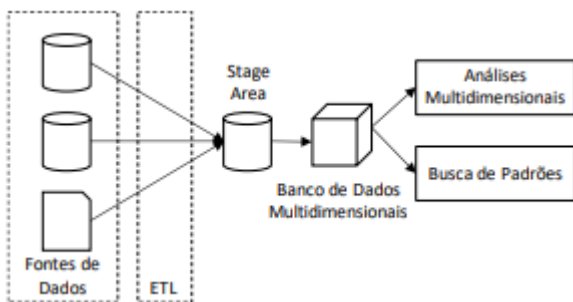 Fontes de
Dados
ETL
Stage
Area
Banco de Dados
Multidimensionais
Análises
Multidimensionais
Busca de Padrões